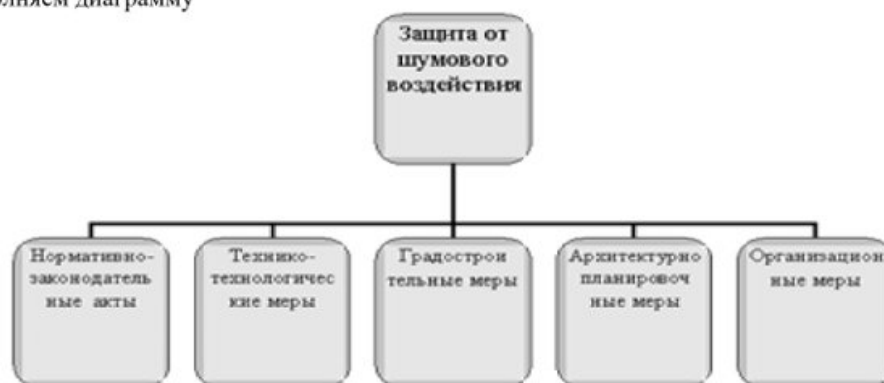 диаграмму
Защита от
шумового
воздействия
Нормативно-
законодатель
ные акты
Технико-
технологичес
кие меры
Градострои
тельные меры
Архитектурно
планировоч
ные меры
Организацион
ные меры